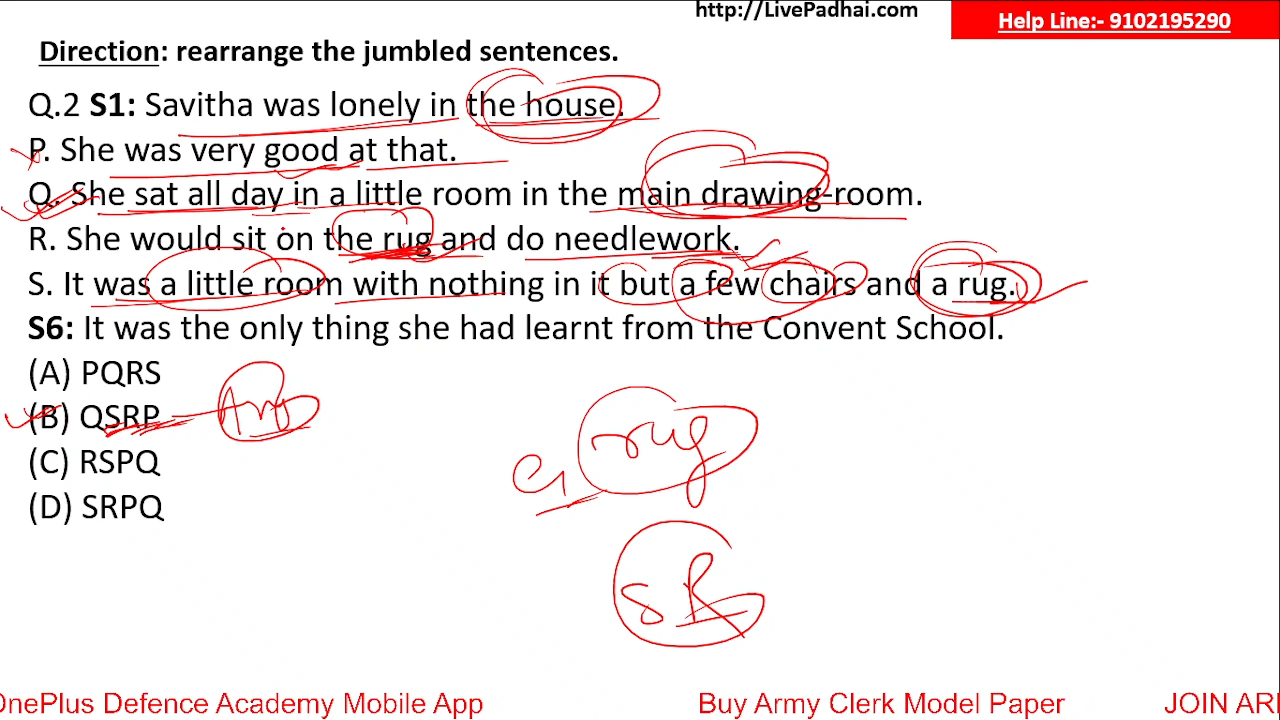 http://LivePadhai.com
Help Line:- 9102195290
Direction: rearrange the jumbled sentences.
Q.2 S1: Savitha was lonely in the house.
P. She was very good at that.
Q. She sat all day in a little room in the main drawing-room.
R. She would sit on the rug and do needlework.
S. It was a little room with nothing in it but a few chairs and a rug.
S6: It was the only thing she had learnt from the Convent School.
(A) PQRS
(B) QSRP
Ans
(C) RSPQ
rug
(D) SRPQ
SR
OnePlus Defence Academy Mobile App
Buy Army Clerk Model Paper
JOIN ARI